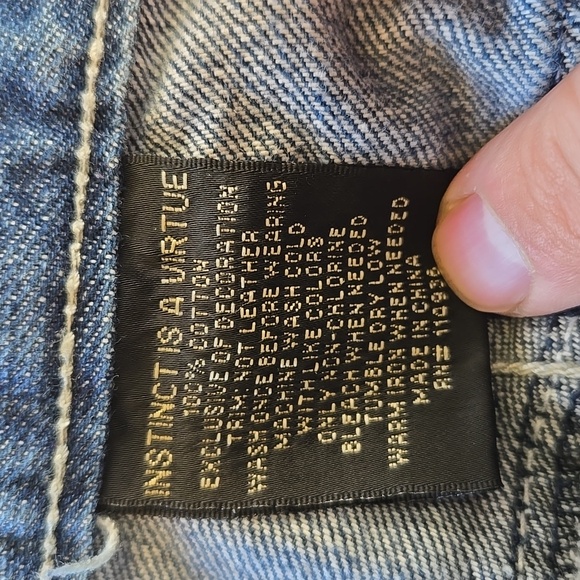 INSTINCT IS A VIRTUE
100% COTTON
EXCLUSIVE OF DECORATION
TRIM NOT LEATHER
WASH ONCE BEFORE WEARING
MACHINE WASH COLD
WITH LIKE COLORS
ONLY NON-CHLORINE
BLEACH WHEN NEEDED
TUMBLE DRY LOW
WARM IRON WHEN NEEDED
MADE IN CHINA
RN# 11496